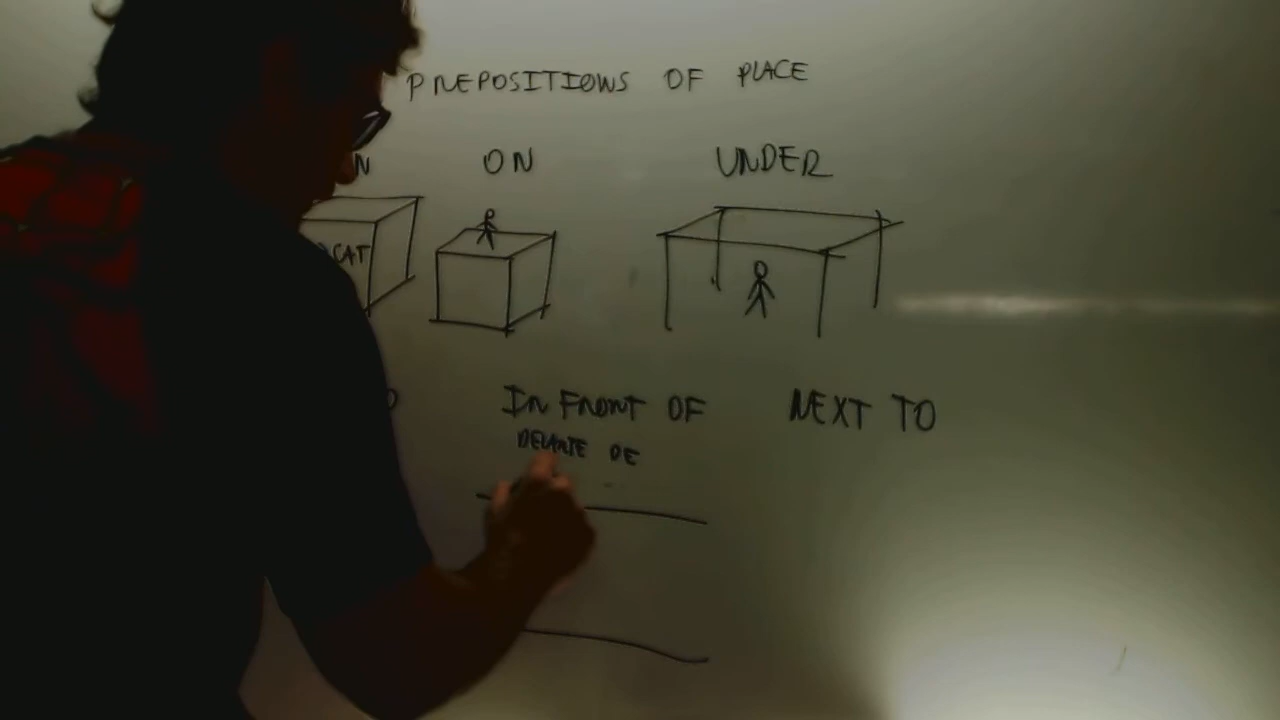 PREPOSITIONS OF PLACE
N ON UNDER
CAT
O IN FRONT OF NEXT TO
DELANTE DE